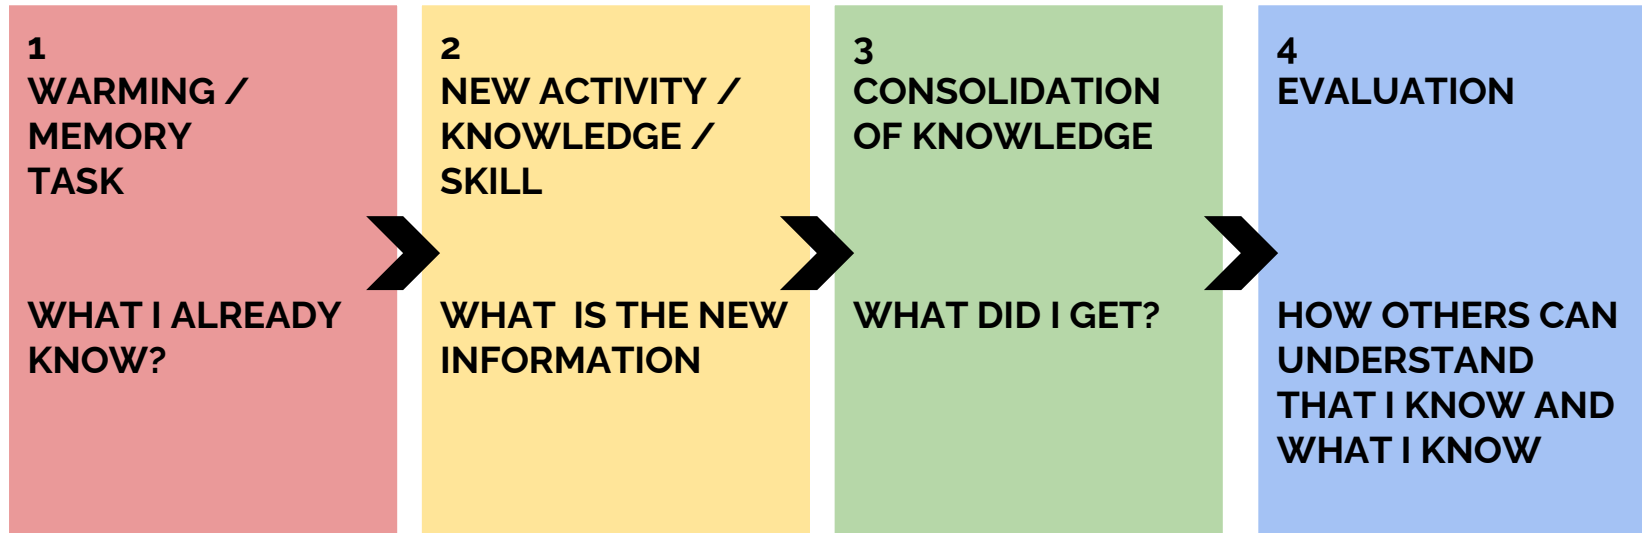 1
WARMING /
MEMORY
TASK
WHAT I ALREADY
KNOW?
2
NEW ACTIVITY /
KNOWLEDGE /
SKILL
WHAT  IS THE NEW
INFORMATION
3
CONSOLIDATION
OF KNOWLEDGE
WHAT DID I GET?
4
EVALUATION
HOW OTHERS CAN
UNDERSTAND
THAT I KNOW AND
WHAT I KNOW